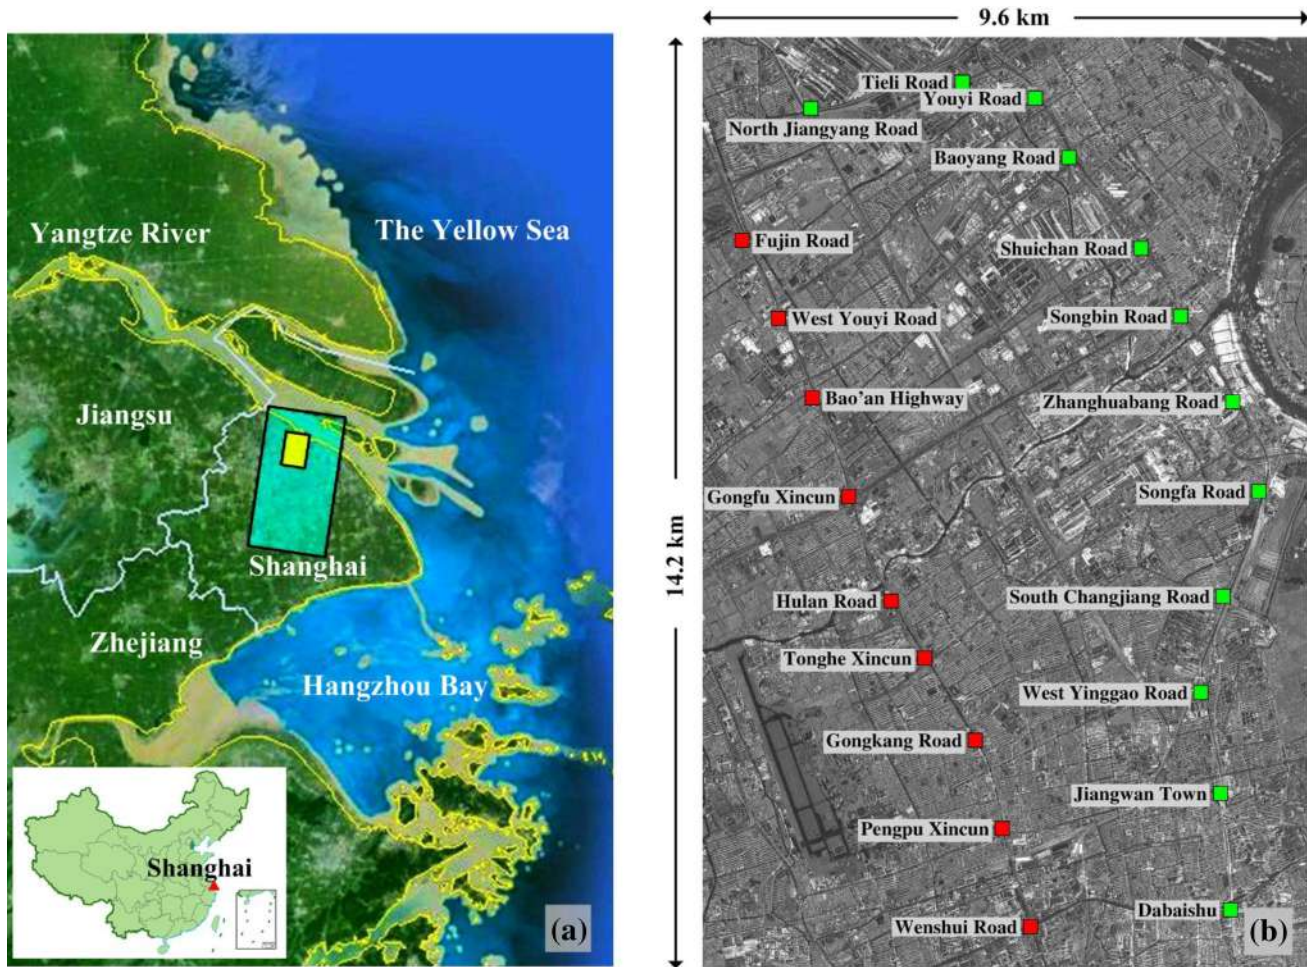 Yangtze River
The Yellow Sea
Jiangsu
Shanghai
Zhejiang
Hangzhou Bay
Shanghai
(a)
9.6 km
14.2 km
Tieli Road
Youyi Road
North Jiangyang Road
Baoyang Road
Fujin Road
Shuichan Road
West Youyi Road
Songbin Road
Bao'an Highway
Zhanghuabang Road
Gongfu Xincun
Songfa Road
Hulan Road
South Changjiang Road
Tonghe Xincun
West Yinggao Road
Gongkang Road
Jiangwan Town
Pengpu Xincun
Dabaishu
Wenshui Road
(b)